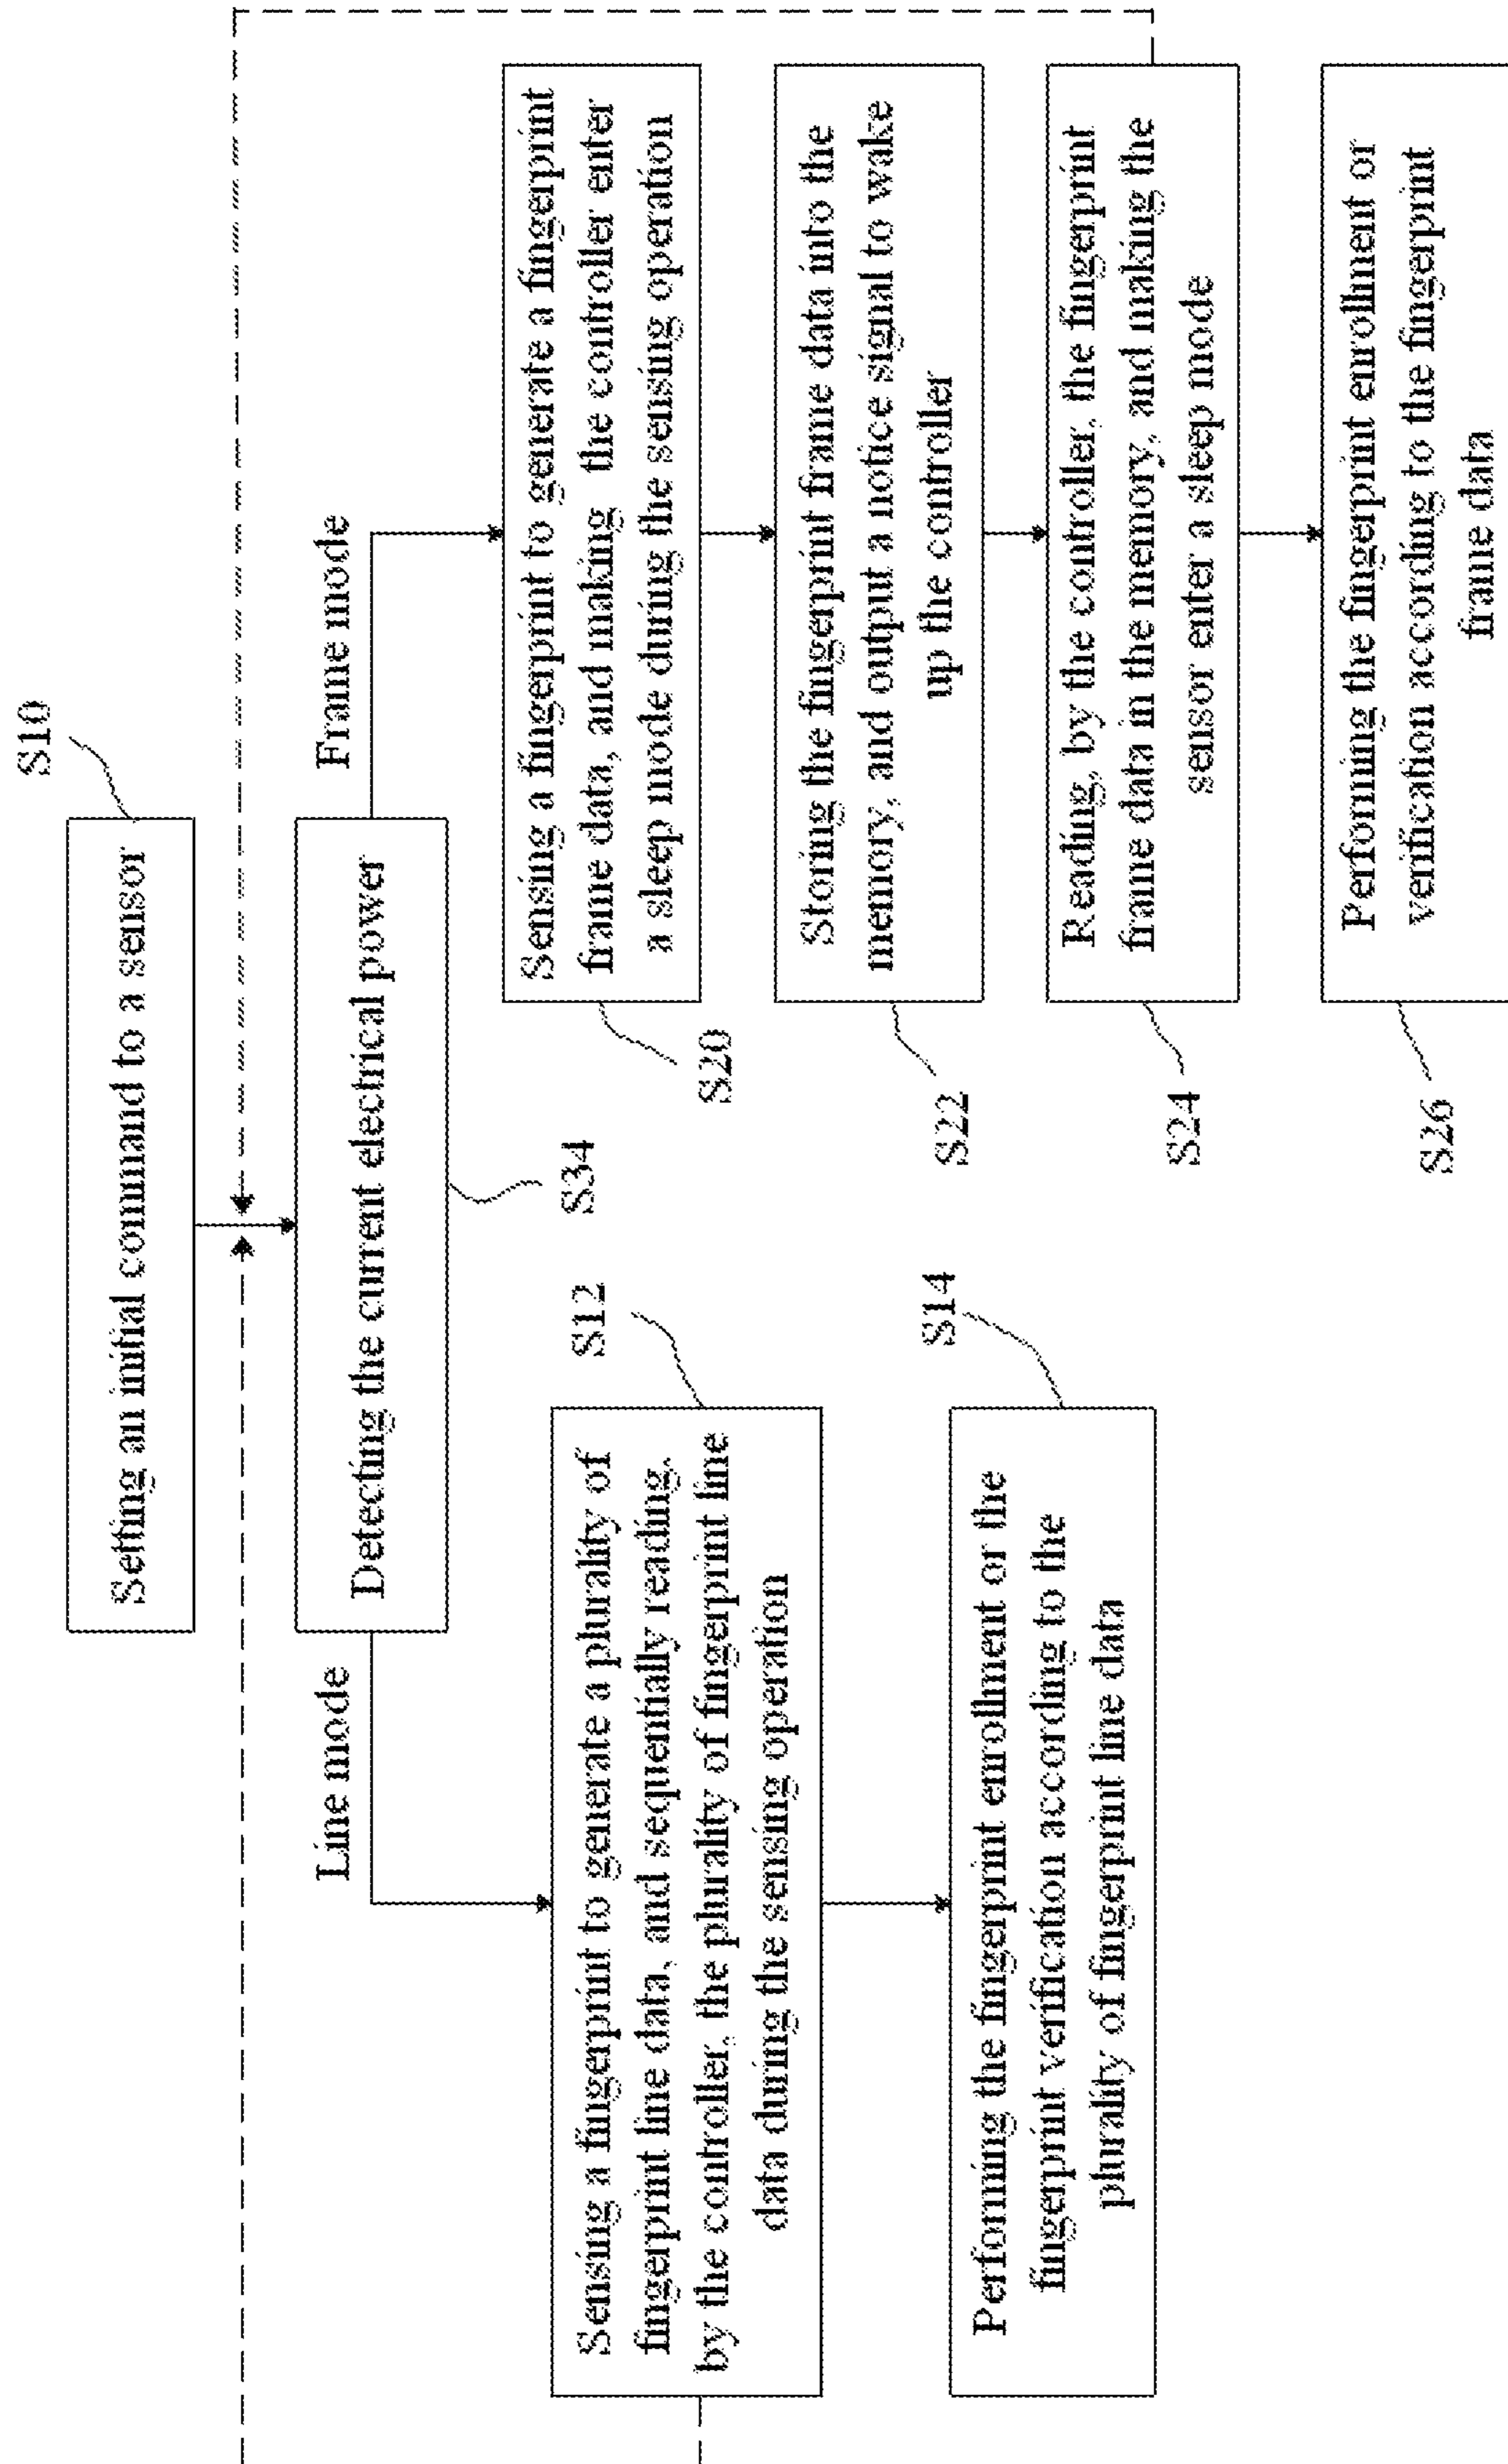 S10
Setting an initial command to a sensor
Detecting the current electrical power
S34
Line mode
Frame mode
Sensing a fingerprint to generate a plurality of
fingerprint line data, and sequentially reading,
by the controller, the plurality of fingerprint line
data during the sensing operation
S12
Performing the fingerprint enrollment or the
fingerprint verification according to the
plurality of fingerprint line data
S14
Sensing a fingerprint to generate a fingerprint
frame data, and making the controller enter
a sleep mode during the sensing operation
S20
Storing the fingerprint frame data into the
memory, and output a notice signal to wake
up the controller
S22
Reading, by the controller, the fingerprint
frame data in the memory, and making the
sensor enter a sleep mode
S24
Performing the fingerprint enrollment or
verification according to the fingerprint
frame data
S26